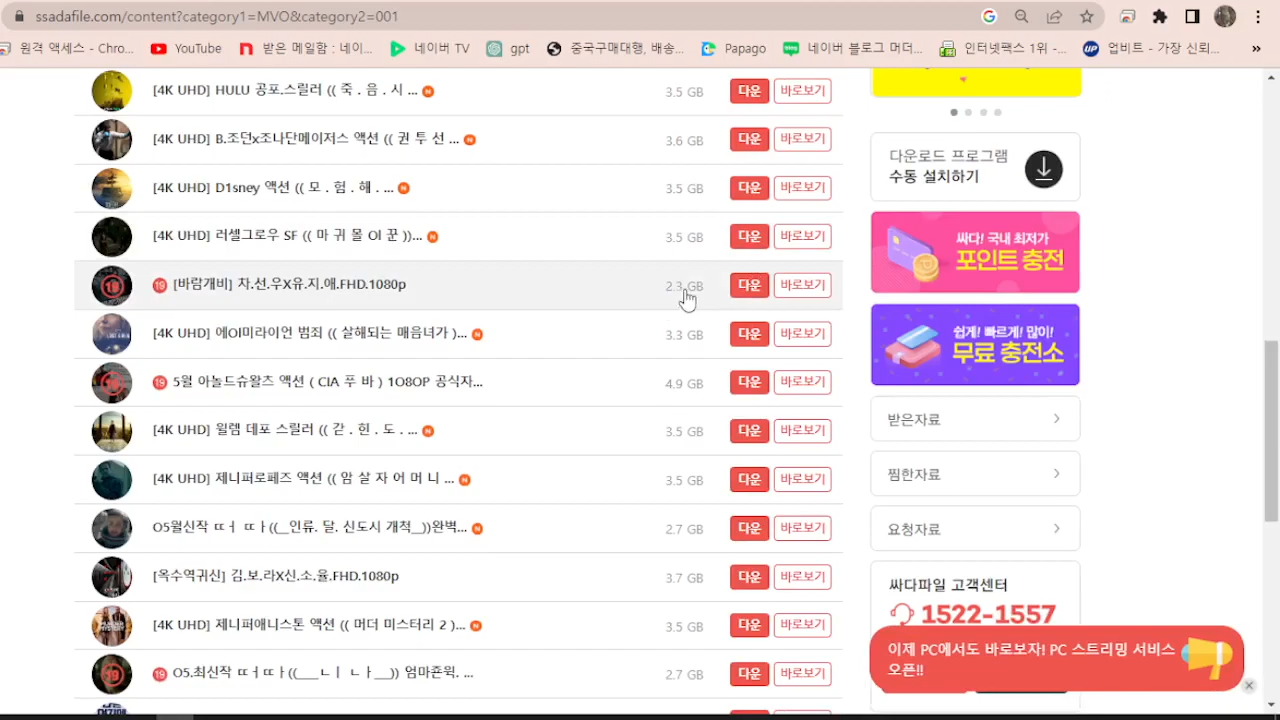 ssadafile.com/content?category1=MVO&category2=001
원격 액세스 - Chro...
YouTube
받은 메일함 : 네이...
네이버 TV
gpt
중국구매대행, 배송...
Papago
네이버 블로그 머더...
인터넷팩스 1위 -...
업비트 - 가장 신뢰...
[4K UHD] HULU 공포.스릴러 (( 죽 . 음 . 시 ... N 3.5 GB 다운 바로보기
[4K UHD] B.조던x조나단메이저스 액션 (( 권 투 선 ... N 3.6 GB 다운 바로보기
[4K UHD] D1sney 액션 (( 모 . 험. 해 . ... N 3.5 GB 다운 바로보기
[4K UHD] 러셀크로우 SF (( 마 귀 몰 OI 꾼 ))... N 3.5 GB 다운 바로보기
19 [바람개비] 차.선.우X유.지.애.FHD.1080p 2.3 GB 다운 바로보기
[4K UHD] 에OI미라이언 범죄 (( 살해되는 매음녀가 )... N 3.3 GB 다운 바로보기
19 5월 아놀드슈왈츠 액션 ( CIA 푸 바 ) 1O8OP 공식자... 4.9 GB 다운 바로보기
[4K UHD] 윌렘 데포 스릴러 (( 갇 . 힌 . 도 . ... N 3.5 GB 다운 바로보기
[4K UHD] 제니퍼로페즈 액션 (( 암 살 자 어 머 니 ... N 3.5 GB 다운 바로보기
O5월신작 ㄸㅓ ㄸㅏ((__인류. 달. 신도시 개척__))완벽... N 2.7 GB 다운 바로보기
[옥수역귀신] 김.보.라X신.소.율.FHD.1080p 3.7 GB 다운 바로보기
[4K UHD] 제니퍼애니스톤 액션 (( 머더미스터리 2 )... N 3.5 GB 다운 바로보기
19 O5.최신작 ㄸㅓㄸㅏ((___ㄴㅣ ㄴㅏ___)) 엄마쥰웍. ... 2.7 GB 다운 바로보기
다운로드 프로그램
수동 설치하기
싸다! 국내 최저가
포인트 충전
쉽게! 빠르게! 많이!
무료 충전소
받은자료
찜한자료
요청자료
싸다파일 고객센터
1522-1557
이제 PC에서도 바로보자! PC 스트리밍 서비스
오픈!!